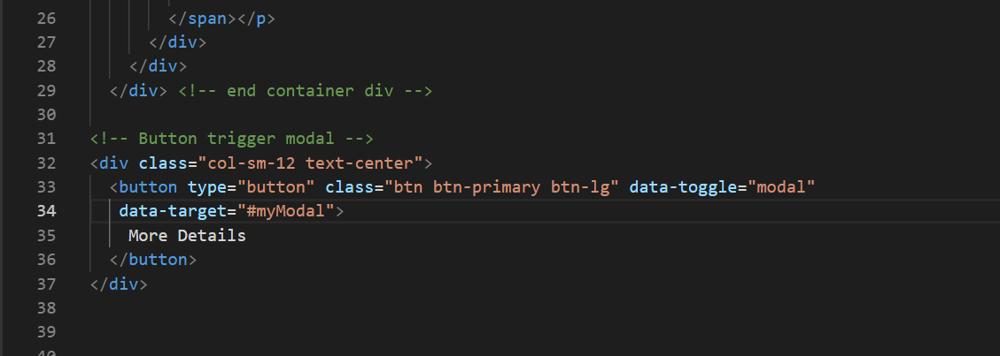 26 </span></p>
27 </div>
28 </div>
29 </div> <!-- end container div -->
30
31 <!-- Button trigger modal -->
32 <div class="col-sm-12 text-center">
33 <button type="button" class="btn btn-primary btn-lg" data-toggle="modal"
34 data-target="#myModal">
35 More Details
36 </button>
37 </div>
38
39
40